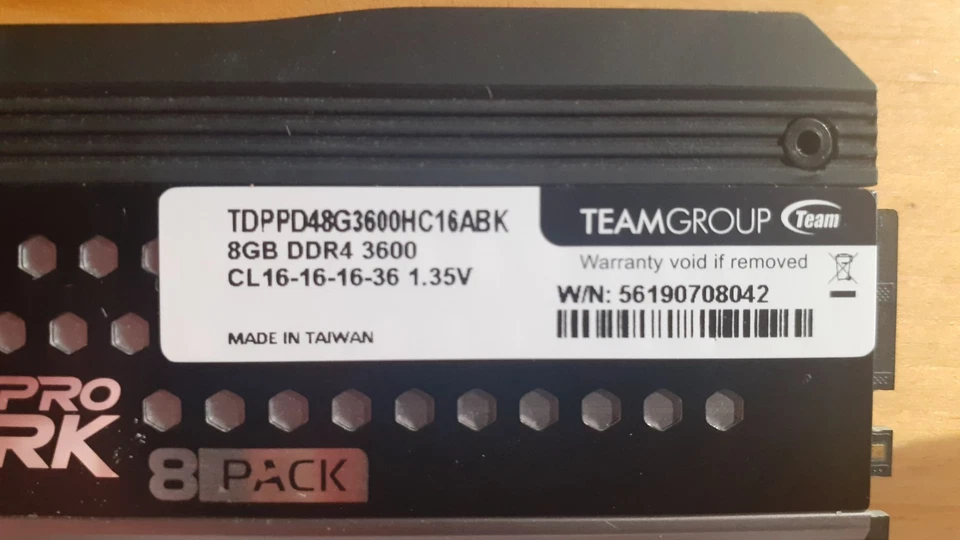 TDPPD48G3600HC16ABK
8GB DDR4 3600
CL16-16-16-36 1.35V
MADE IN TAIWAN
TEAMGROUP Team
Warranty void if removed
W/N: 56190708042
PRO
RK
8PACK